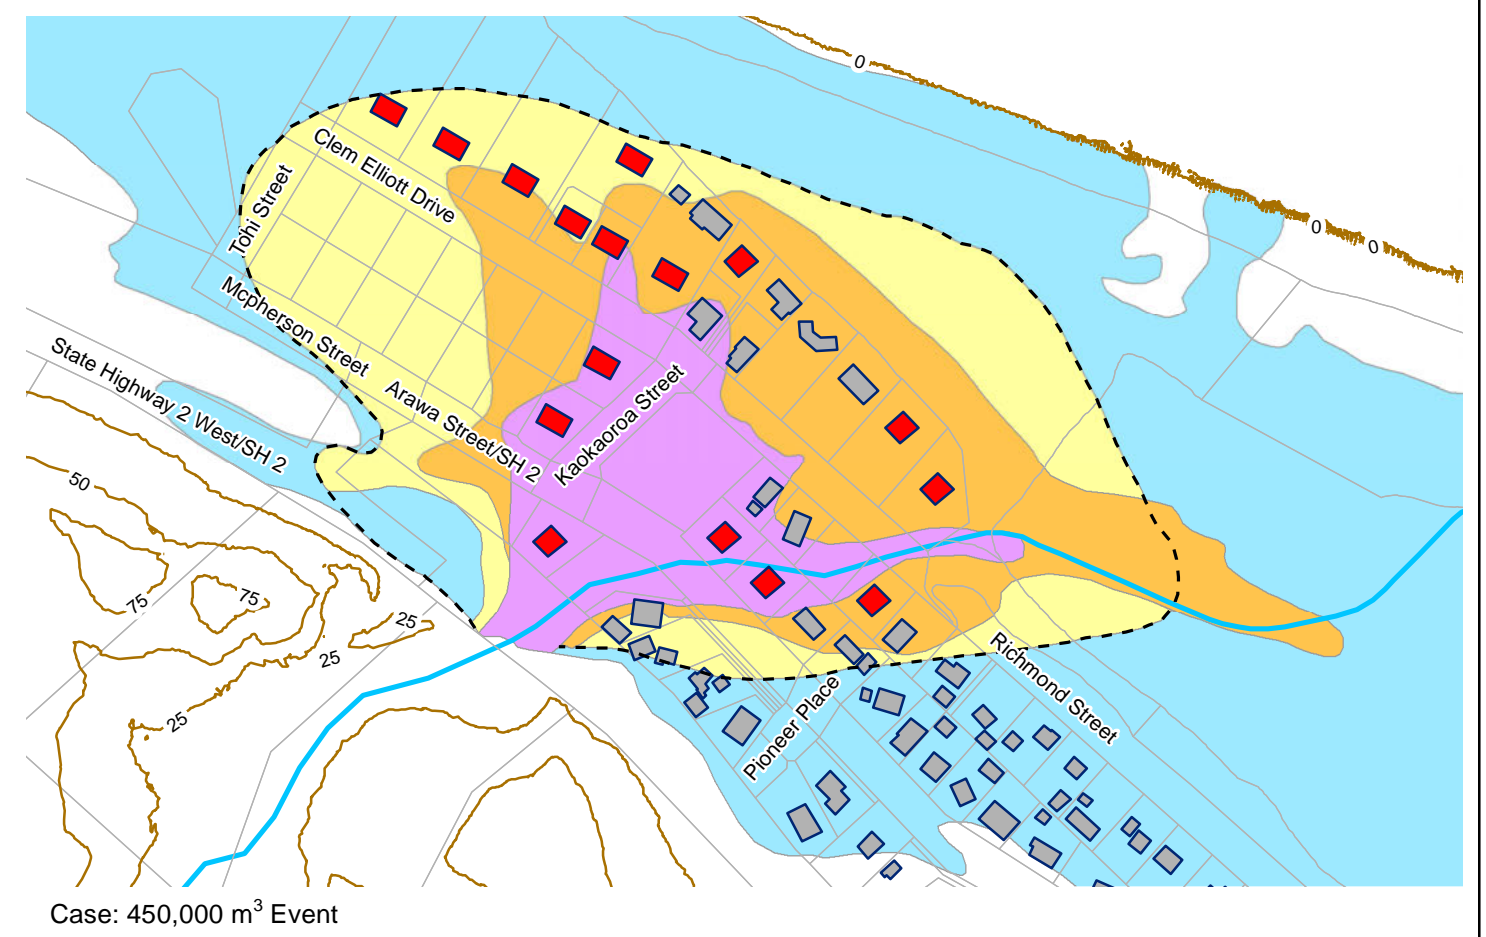 0
Clem Elliott Drive
Tohi Street
0
0
Mcpherson Street
State Highway 2 West/SH 2
Arawa Street/SH 2
Kaokaoroa Street
50
75
75
25
25
25
Richmond Street
Pioneer Place
Case: 450,000 m³ Event